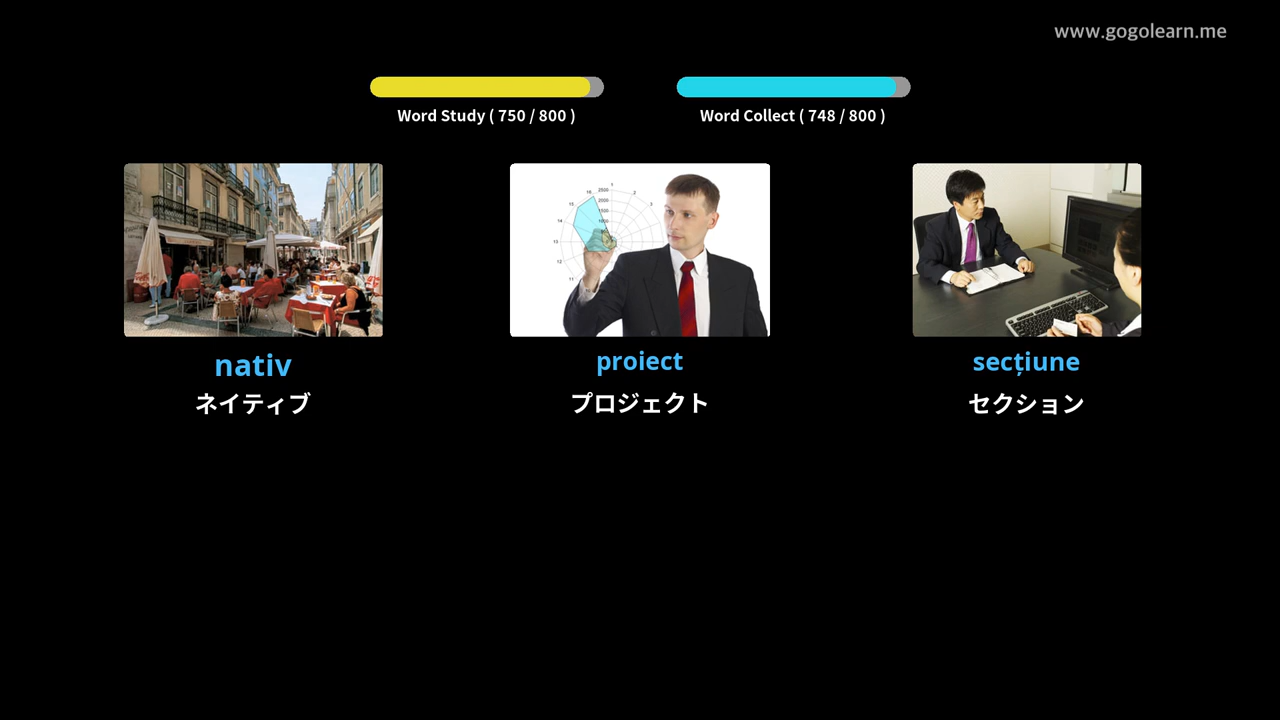 www.gogolearn.me
Word Study ( 750 / 800 )
Word Collect ( 748 / 800 )
nativ
proiect
secțiune
ネイティブ
プロジェクト
セクション